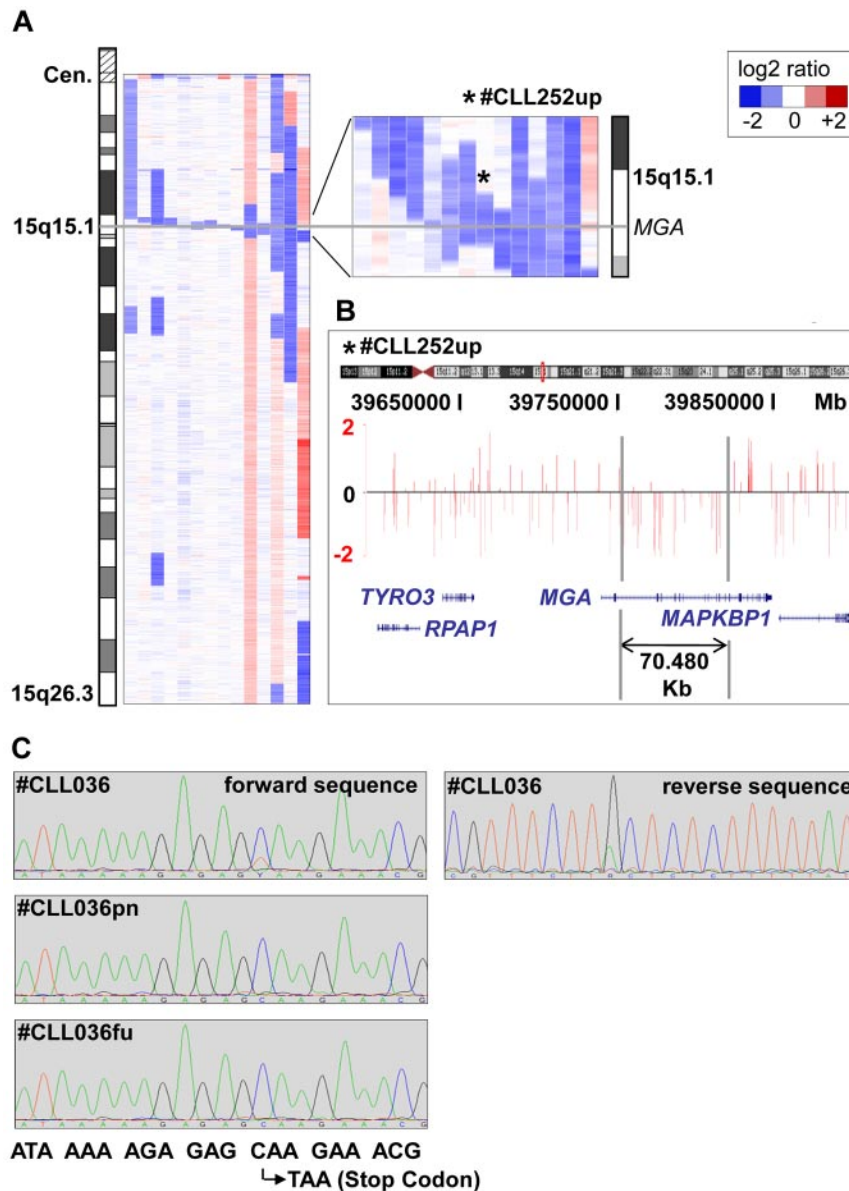 A
Cen.
15q15.1
15q26.3
* #CLL252up
*
15q15.1
MGA
log2 ratio
-2 0 +2
B
* #CLL252up
39650000 I 39750000 I 39850000 I Mb
2
0
-2
TYRO3
RPAP1
MGA
MAPKBP1
70.480
Kb
C
#CLL036 forward sequence
A T A A A A A G A G A G Y A A G A A A C G
#CLL036 reverse sequence
C G T T T C T T R C T C T C T T T T T A T
#CLL036pn
A T A A A A A G A G A G C A A G A A A C G
#CLL036fu
A T A A A A A G A G A G C A A G A A A C G
ATA AAA AGA GAG CAA GAA ACG
TAA (Stop Codon)